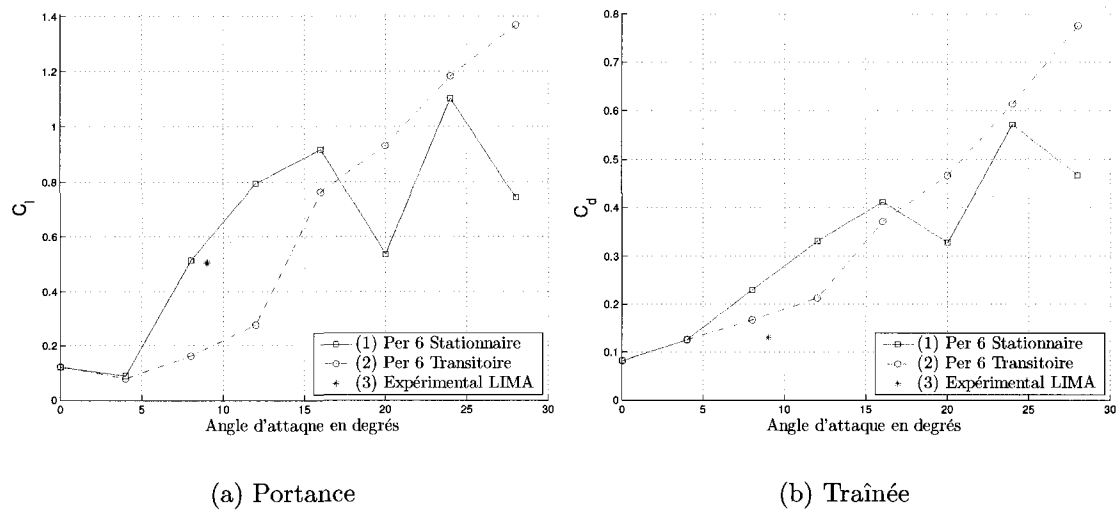 1.4
1.2
1
0.8
0.6
0.4
0.2
0
C_l
0 5 10 15 20 25 30
Angle d'attaqne en degrés
(1) Per 6 Stationnaire
(2) Per 6 Transitoire
(3) Expérimental LIMA
(a) Portance
0.8
0.7
0.6
0.5
0.4
0.3
0.2
0.1
0
C_d
0 5 10 15 20 25 30
Angle d'attaqne en degrés
(1) Per 6 Stationnaire
(2) Per 6 Transitoire
(3) Expérimental LIMA
(b) Traînée